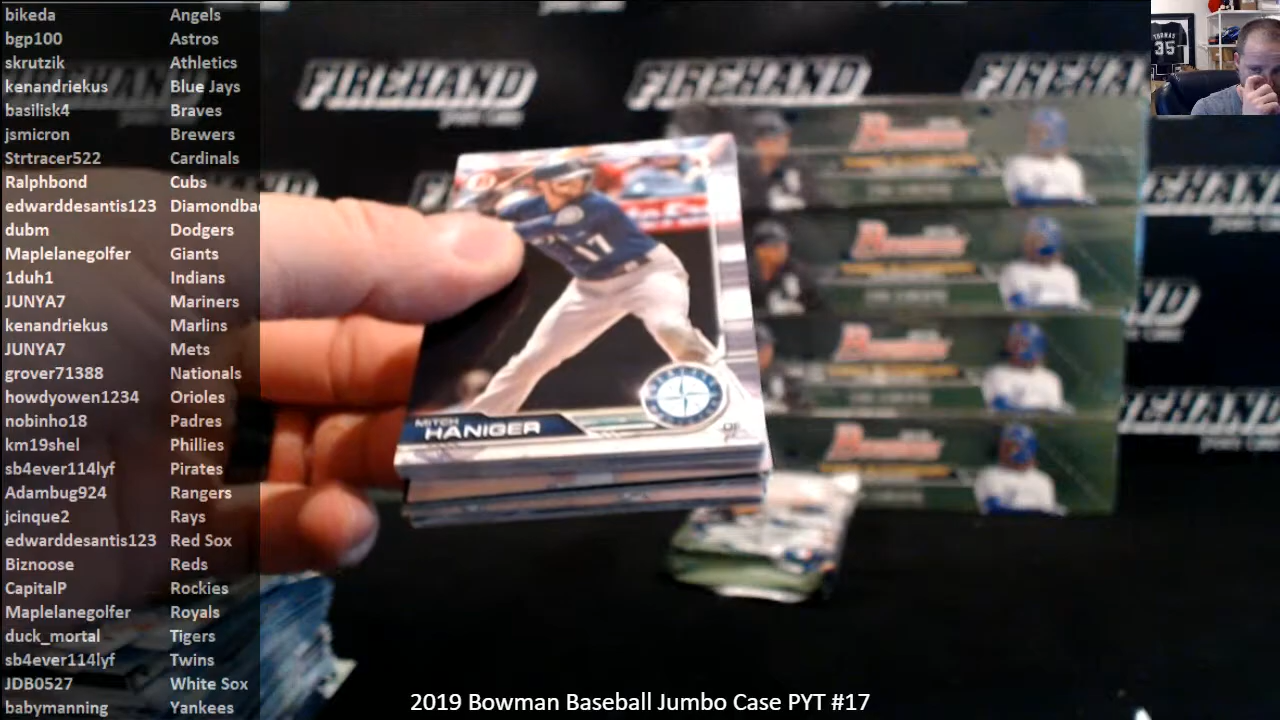 bikeda Angels
bgp100 Astros
skrutzik Athletics
kenandriekus Blue Jays
basilisk4 Braves
jsmicron Brewers
Strtracer522 Cardinals
Ralphbond Cubs
edwarddesantis123 Diamondba
dubm Dodgers
Maplelanegolfer Giants
1duh1 Indians
JUNYA7 Mariners
kenandriekus Marlins
JUNYA7 Mets
grover71388 Nationals
howdyowen1234 Orioles
nobinho18 Padres
km19shel Phillies
sb4ever114lyf Pirates
Adambug924 Rangers
jcinque2 Rays
edwarddesantis123 Red Sox
Biznoose Reds
CapitalP Rockies
Maplelanegolfer Royals
duck_mortal Tigers
sb4ever114lyf Twins
JDB0527 White Sox
babymanning Yankees
FIREHAND
FIREHAND
FIREHAND
THOMAS
35
Bowman
Bowman
Bowman
Bowman
17
MITCH
HANIGER
OF
2019 Bowman Baseball Jumbo Case PYT #17